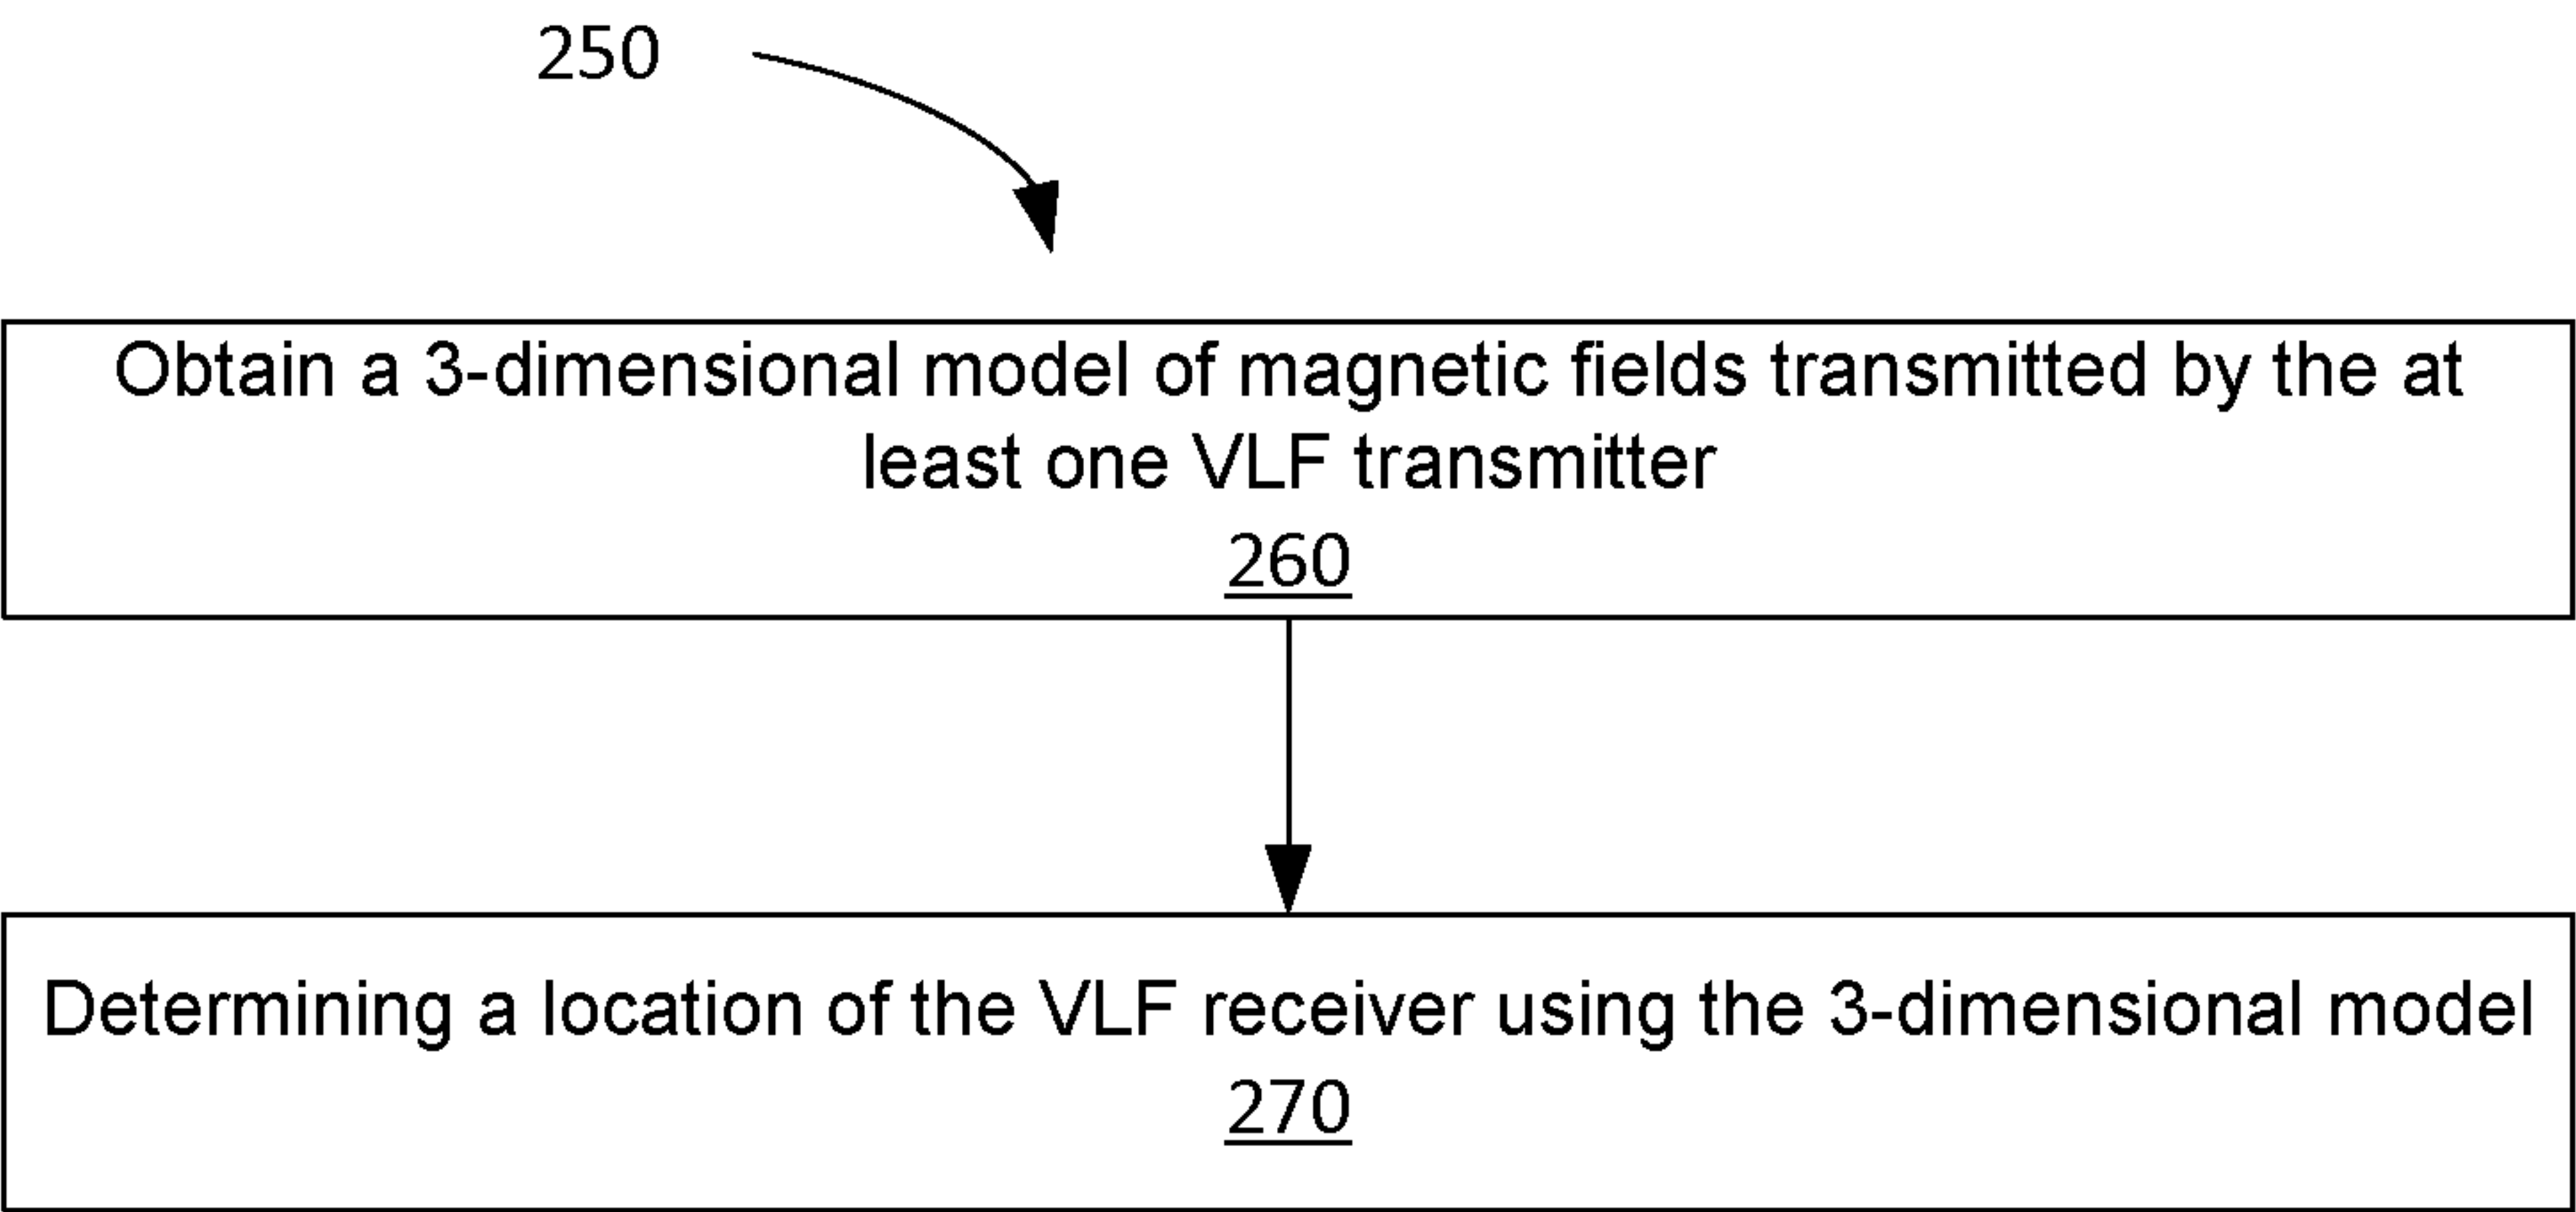 250
Obtain a 3-dimensional model of magnetic fields transmitted by the at
least one VLF transmitter
260
Determining a location of the VLF receiver using the 3-dimensional model
270